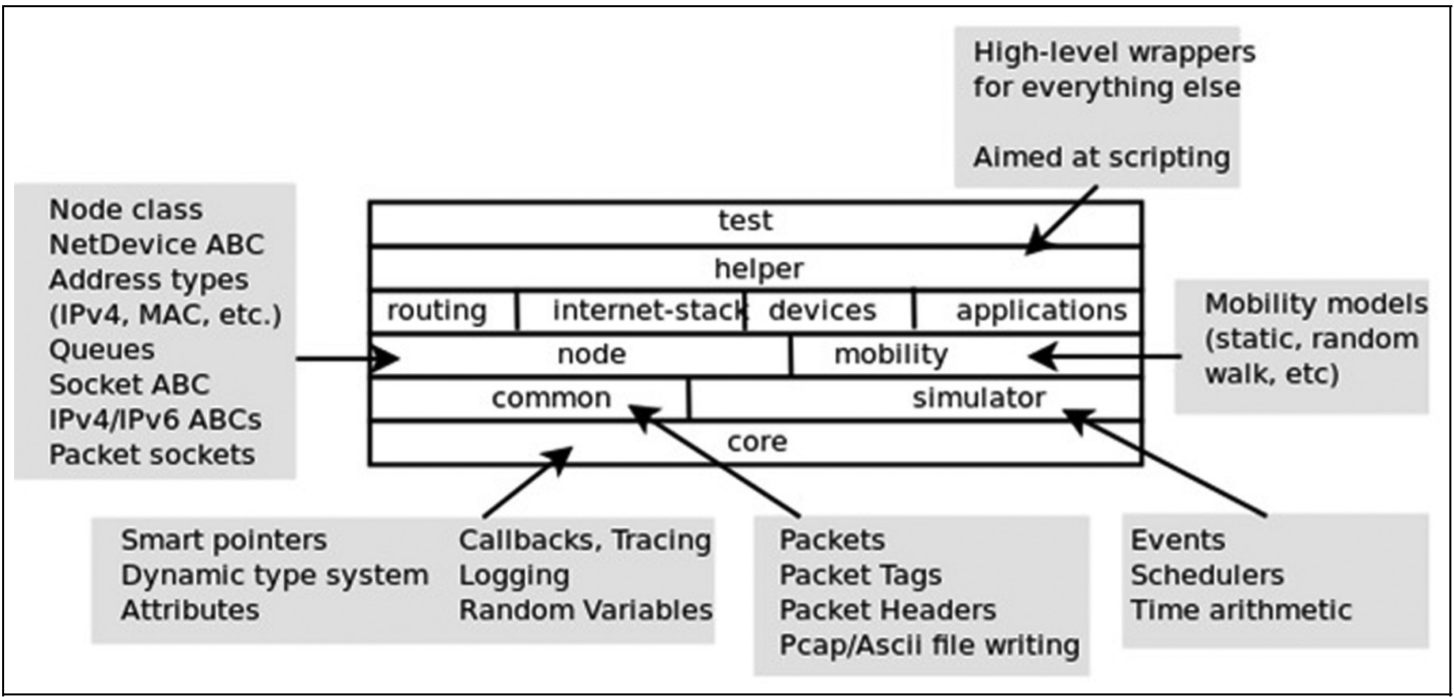 High-level wrappers
for everything else
Aimed at scripting
Node class
NetDevice ABC
Address types
(IPv4, MAC, etc.)
Queues
Socket ABC
IPv4/IPv6 ABCs
Packet sockets
test
helper
routing internet-stack devices applications
node mobility
common simulator
core
Mobility models
(static, random
walk, etc)
Smart pointers Callbacks, Tracing
Dynamic type system Logging
Attributes Random Variables
Packets
Packet Tags
Packet Headers
Pcap/Ascii file writing
Events
Schedulers
Time arithmetic